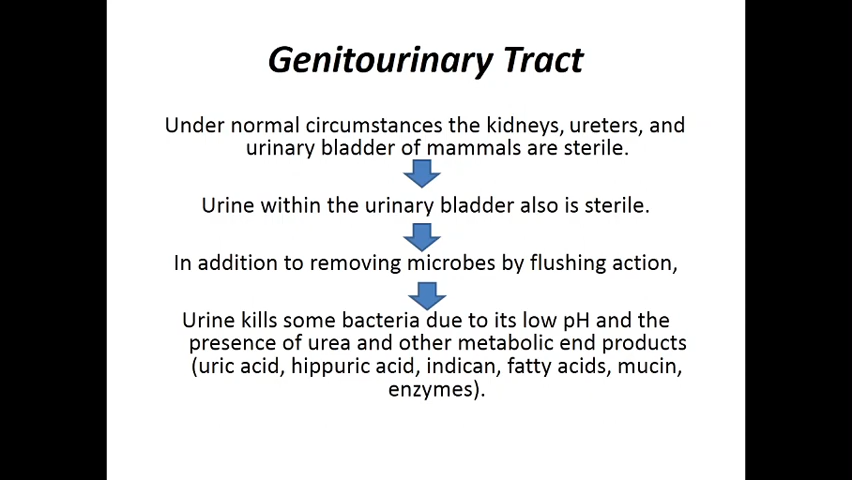 Genitourinary Tract
Under normal circumstances the kidneys, ureters, and
urinary bladder of mammals are sterile.
Urine within the urinary bladder also is sterile.
In addition to removing microbes by flushing action,
Urine kills some bacteria due to its low pH and the
presence of urea and other metabolic end products
(uric acid, hippuric acid, indican, fatty acids, mucin,
enzymes).